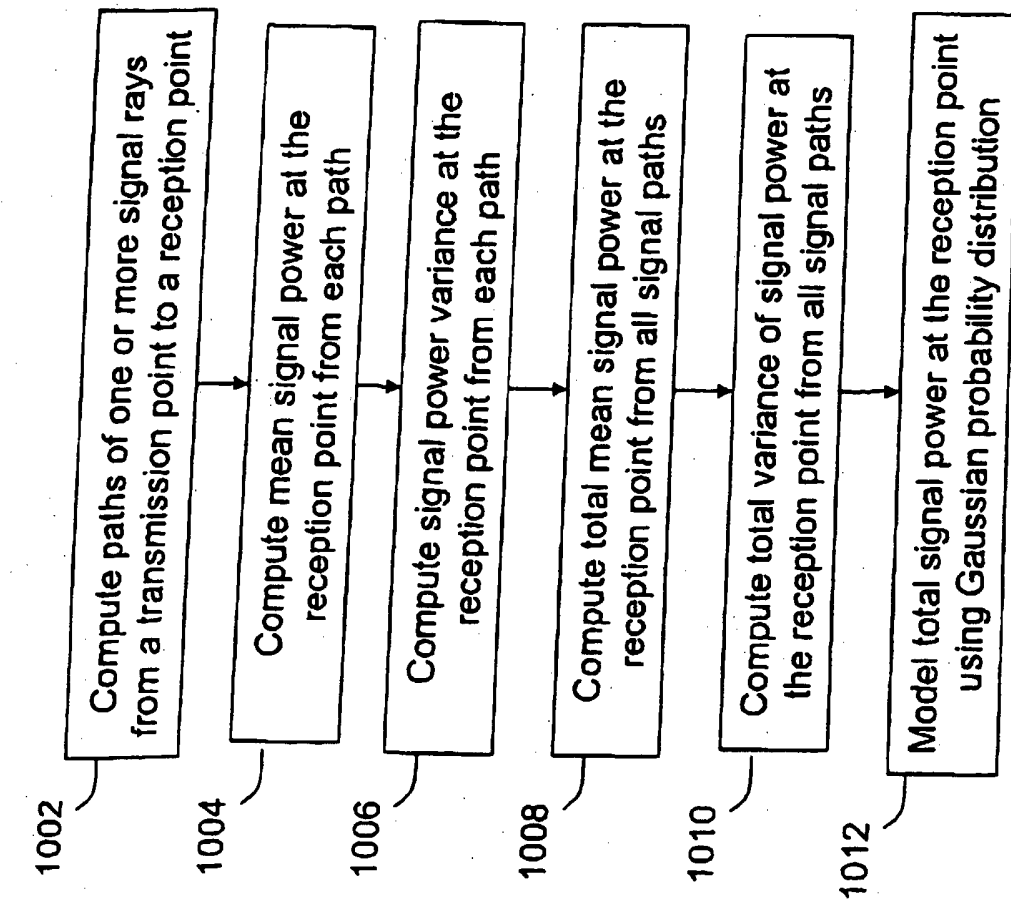 1002
Compute paths of one or more signal rays
from a transmission point to a reception point
1004
Compute mean signal power at the
reception point from each path
1006
Compute signal power variance at the
reception point from each path
1008
Compute total mean signal power at the
reception point from all signal paths
1010
Compute total variance of signal power at
the reception point from all signal paths
1012
Model total signal power at the reception point
using Gaussian probability distribution